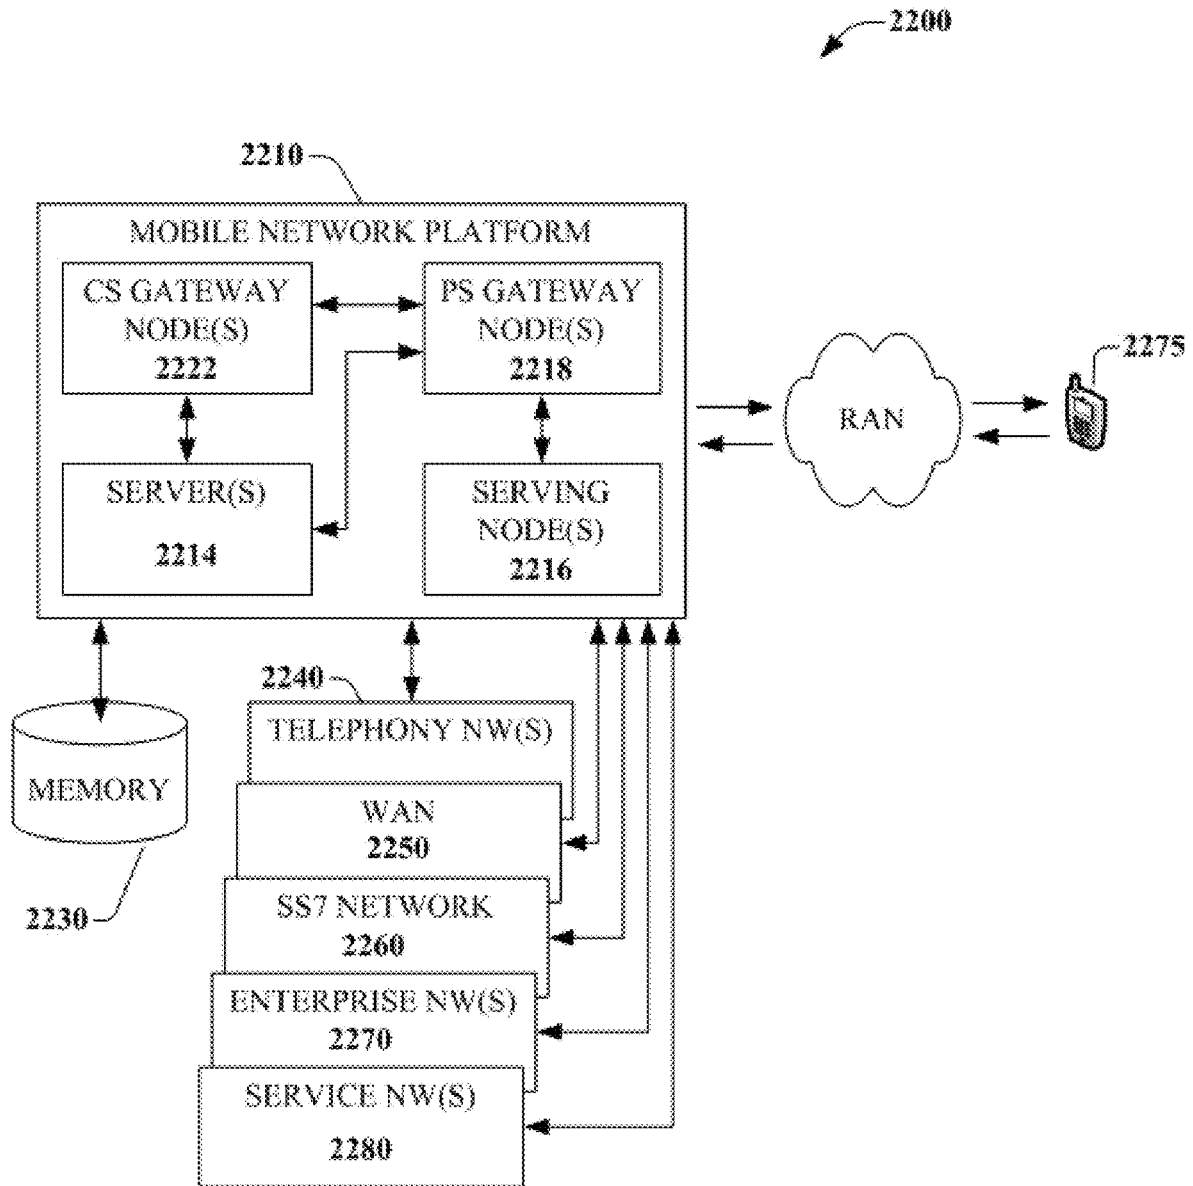 2200
2210
MOBILE NETWORK PLATFORM
CS GATEWAY
NODE(S)
2222
PS GATEWAY
NODE(S)
2218
SERVER(S)
2214
SERVING
NODE(S)
2216
RAN
2275
MEMORY
2230
2240
TELEPHONY NW(S)
WAN
2250
SS7 NETWORK
2260
ENTERPRISE NW(S)
2270
SERVICE NW(S)
2280